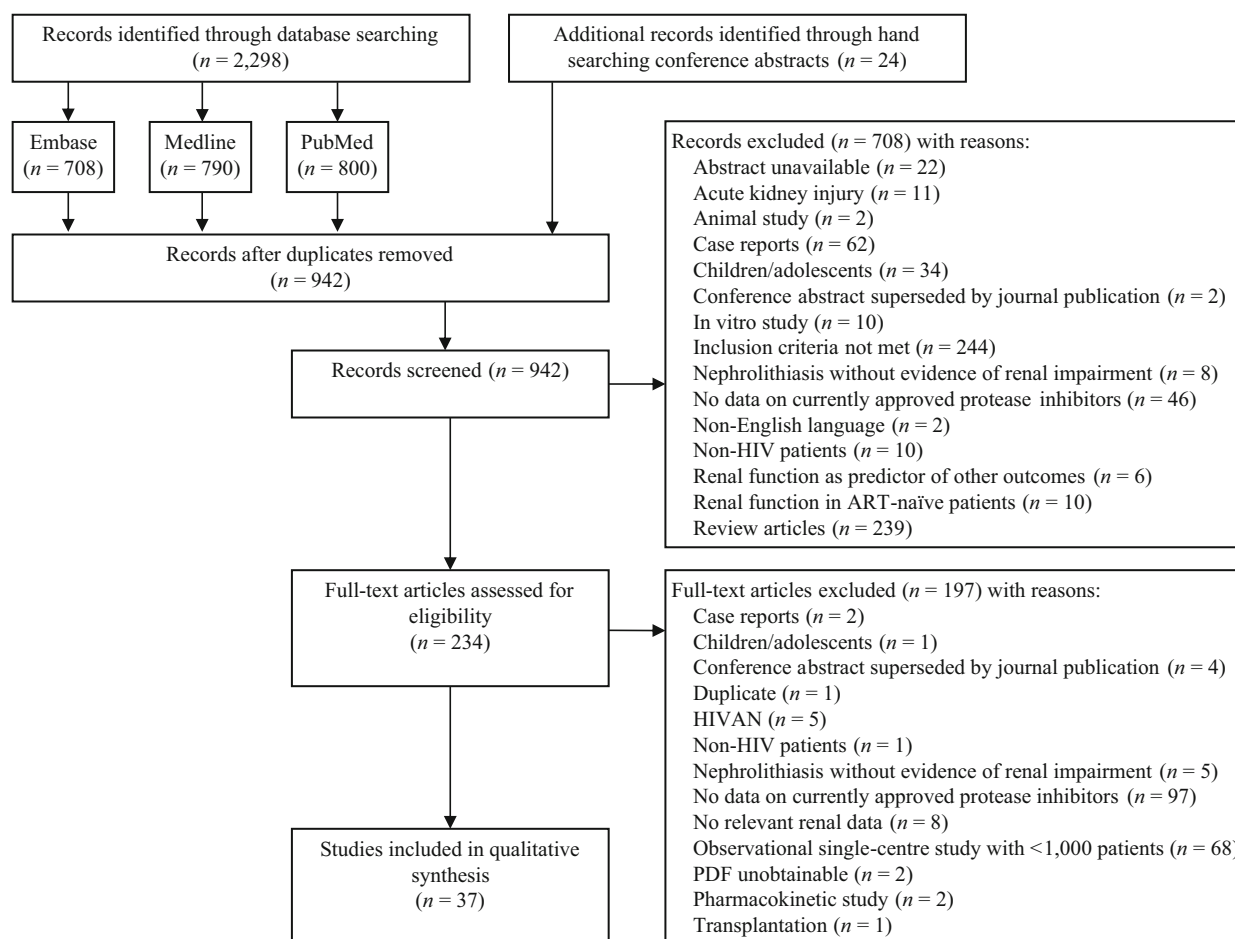 Records identified through database searching
(n = 2,298)
Additional records identified through hand
searching conference abstracts (n = 24)
Embase
(n = 708)
Medline
(n = 790)
PubMed
(n = 800)
Records after duplicates removed
(n = 942)
Records screened (n = 942)
Records excluded (n = 708) with reasons:
Abstract unavailable (n = 22)
Acute kidney injury (n = 11)
Animal study (n = 2)
Case reports (n = 62)
Children/adolescents (n = 34)
Conference abstract superseded by journal publication (n = 2)
In vitro study (n = 10)
Inclusion criteria not met (n = 244)
Nephrolithiasis without evidence of renal impairment (n = 8)
No data on currently approved protease inhibitors (n = 46)
Non-English language (n = 2)
Non-HIV patients (n = 10)
Renal function as predictor of other outcomes (n = 6)
Renal function in ART-naïve patients (n = 10)
Review articles (n = 239)
Full-text articles assessed for
eligibility
(n = 234)
Full-text articles excluded (n = 197) with reasons:
Case reports (n = 2)
Children/adolescents (n = 1)
Conference abstract superseded by journal publication (n = 4)
Duplicate (n = 1)
HIVAN (n = 5)
Non-HIV patients (n = 1)
Nephrolithiasis without evidence of renal impairment (n = 5)
No data on currently approved protease inhibitors (n = 97)
No relevant renal data (n = 8)
Observational single-centre study with <1,000 patients (n = 68)
PDF unobtainable (n = 2)
Pharmacokinetic study (n = 2)
Transplantation (n = 1)
Studies included in qualitative
synthesis
(n = 37)